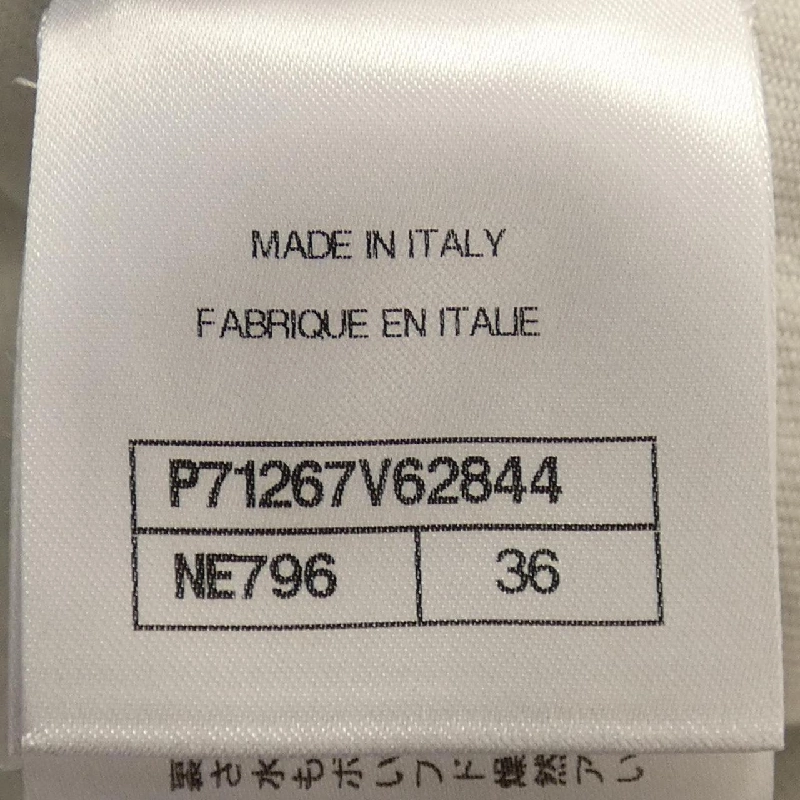 MADE IN ITALY
FABRIQUE EN ITALIE
P71267V62844
NE796 36